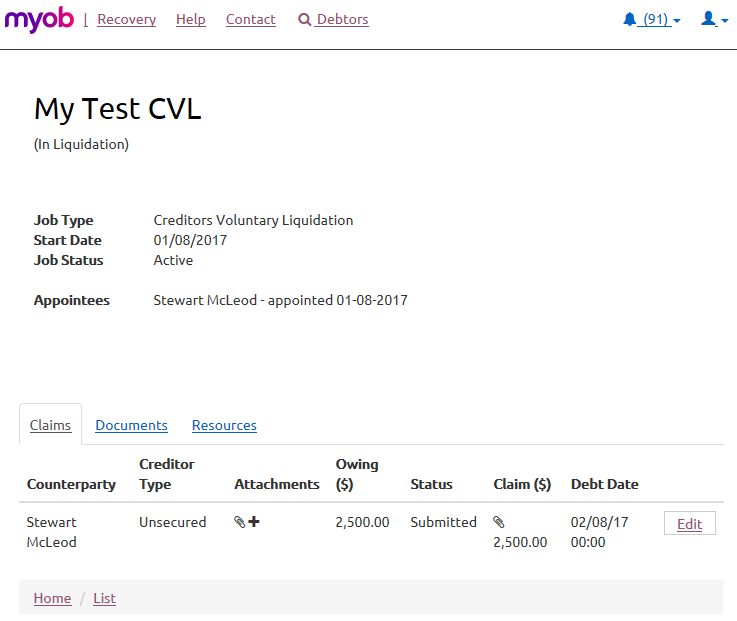 myob | Recovery Help Contact Debtors (91)
My Test CVL
(In Liquidation)
Job Type Creditors Voluntary Liquidation
Start Date 01/08/2017
Job Status Active
Appointees Stewart McLeod - appointed 01-08-2017
Claims Documents Resources
Counterparty Creditor Type Attachments Owing ($) Status Claim ($) Debt Date
Stewart McLeod Unsecured 2,500.00 Submitted 2,500.00 02/08/17 00:00 Edit
Home / List